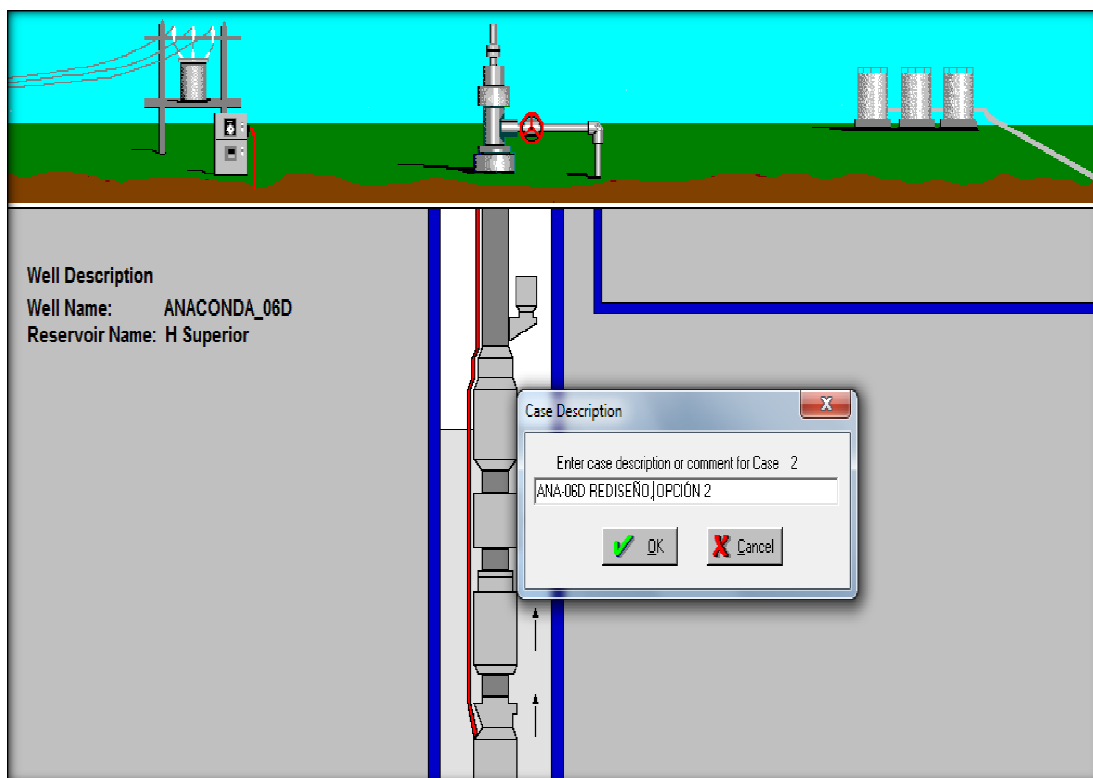 Well Description
Well Name: ANACONDA_06D
Reservoir Name: H Superior
Case Description
X
Enter case description or comment for Case 2
ANA-06D REDISEÑO, OPCIÓN 2
OK
Cancel